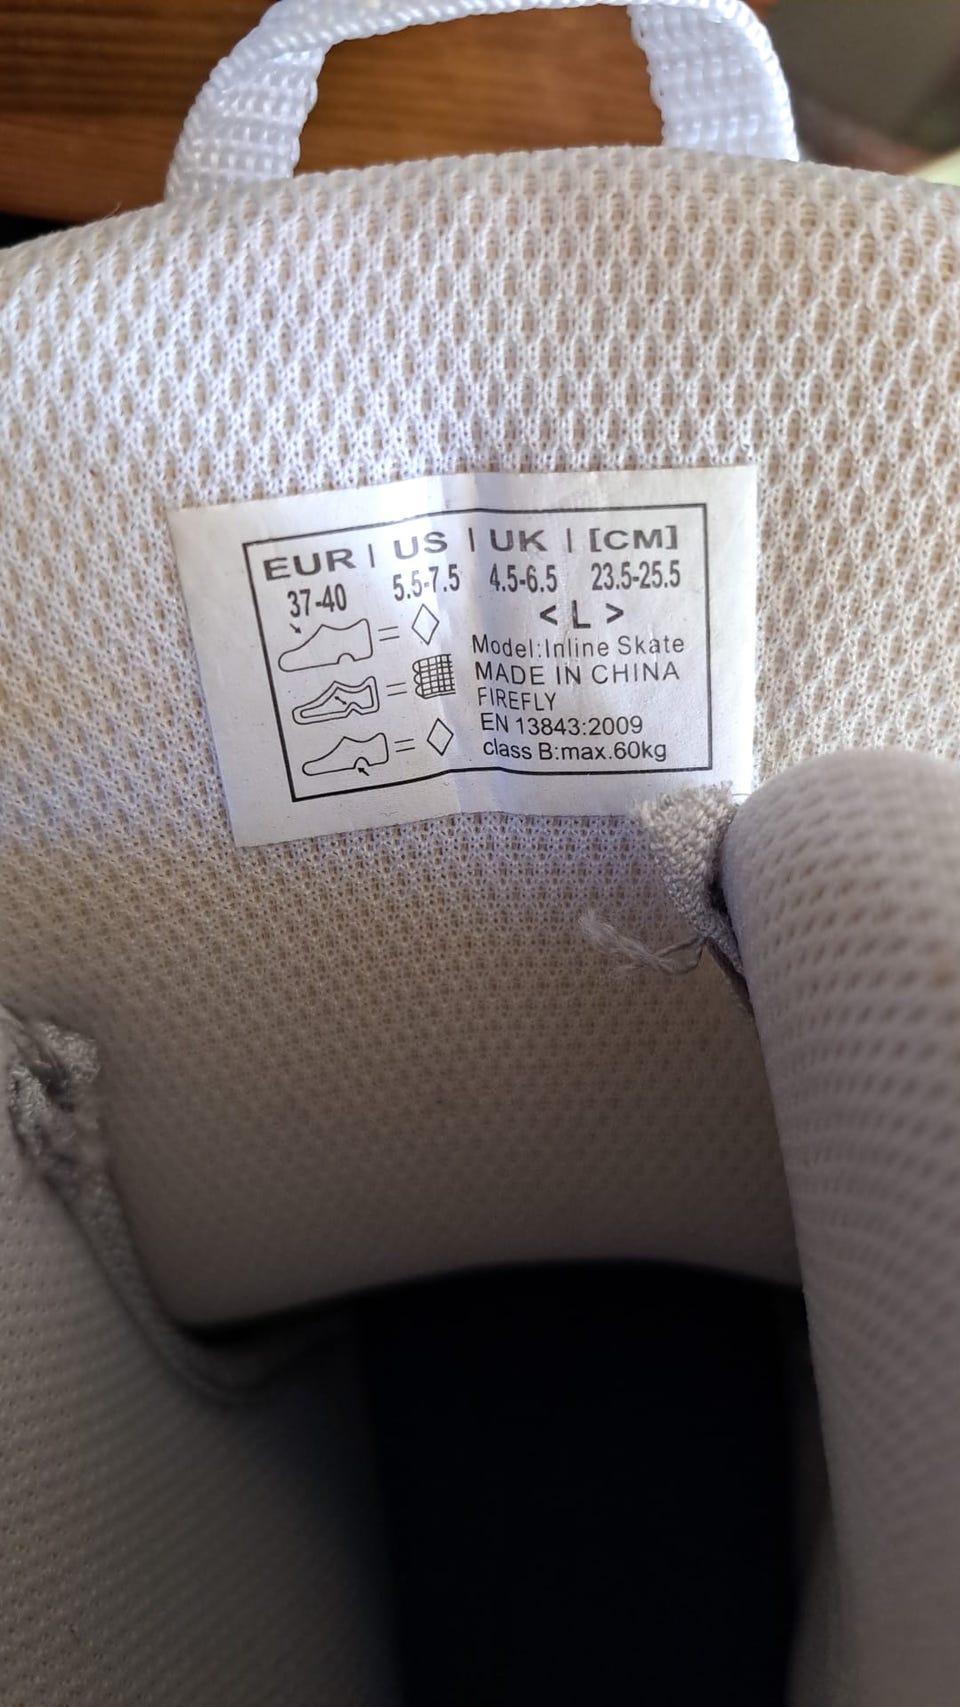 EUR | US | UK | [CM]
37-40 5.5-7.5 4.5-6.5 23.5-25.5
< L >
=
=
=
Model:Inline Skate
MADE IN CHINA
FIREFLY
EN 13843:2009
class B:max.60kg